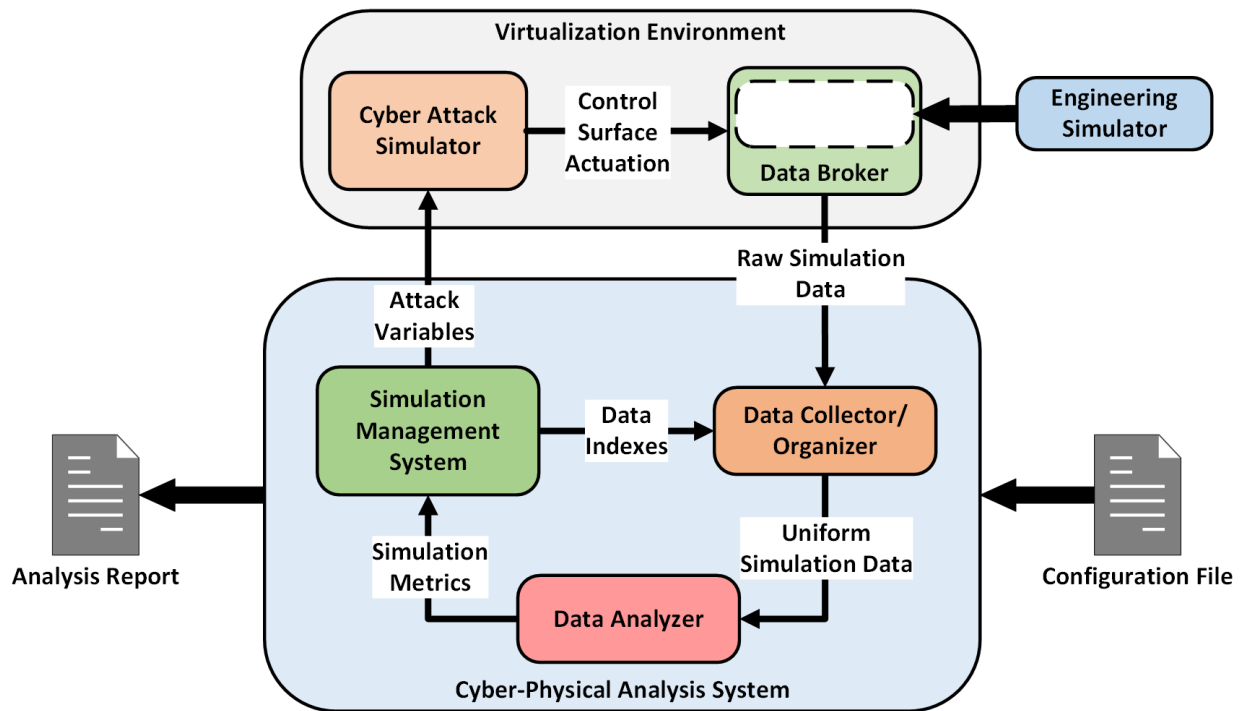 Virtualization Environment
Cyber Attack
Simulator
Control
Surface
Actuation
Data Broker
Engineering
Simulator
Raw Simulation
Data
Attack
Variables
Simulation
Management
System
Data
Indexes
Data Collector/
Organizer
Analysis Report
Simulation
Metrics
Uniform
Simulation Data
Configuration File
Data Analyzer
Cyber-Physical Analysis System